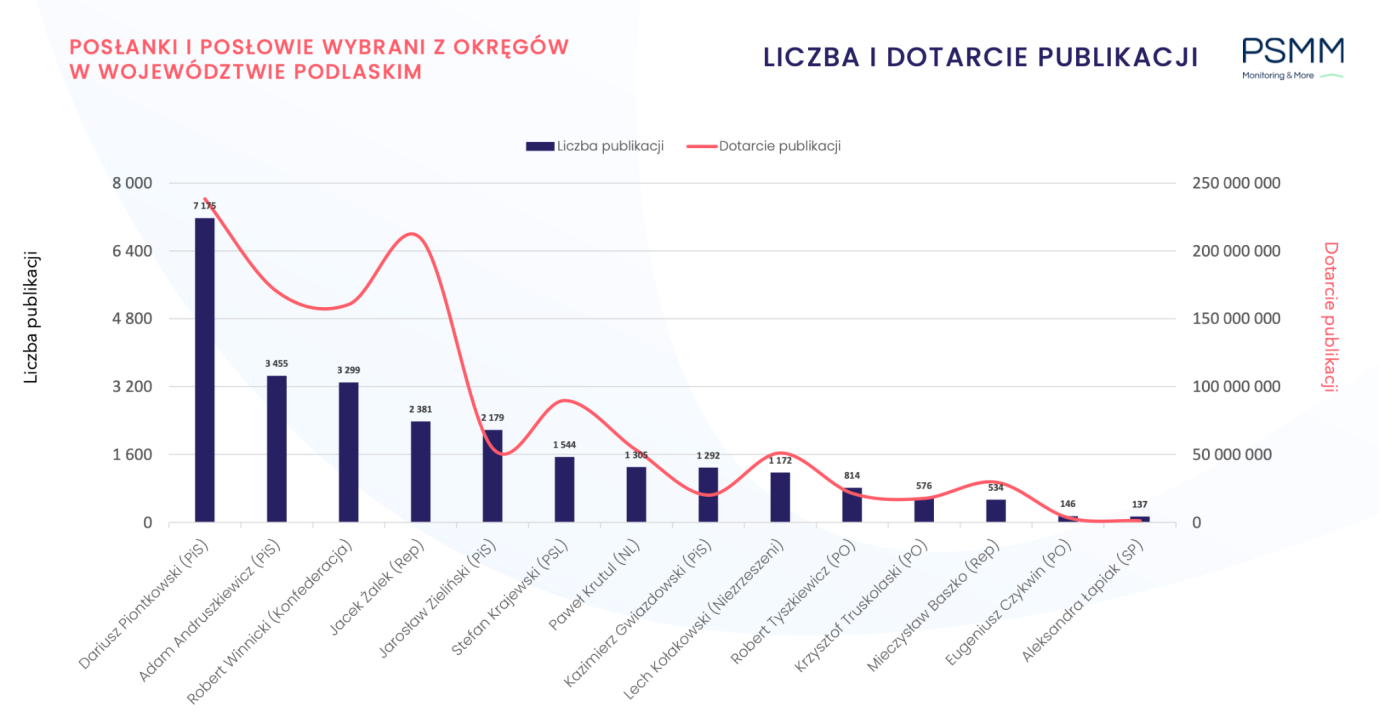 POSŁANKI I POSŁOWIE WYBRANI Z OKRĘGÓW
W WOJEWÓDZTWIE PODLASKIM
LICZBA I DOTARCIE PUBLIKACJI
PSMM
Monitoring & More
Liczba publikacji
Dotarcie publikacji
Liczba publikacji
8 000
6 400
4 800
3 200
1 600
0
7 175
3 455
3 299
2 381
2 179
1 544
1 305
1 292
1 172
814
576
534
146
137
250 000 000
200 000 000
150 000 000
100 000 000
50 000 000
0
Dotarcie publikacji
Dariusz Piontkowski (PiS)
Adam Andruszkiewicz (PiS)
Robert Winnicki (Konfederacja)
Jacek Żalek (Rep)
Jarosław Zieliński (PiS)
Stefan Krajewski (PSL)
Paweł Krutul (NL)
Kazimierz Gwiazdowski (PiS)
Lech Kołakowski (Niezrzeszeni)
Robert Tyszkiewicz (PO)
Krzysztof Truskolaski (PO)
Mieczysław Baszko (Rep)
Eugeniusz Czykwin (PO)
Aleksandra Łapiak (SP)